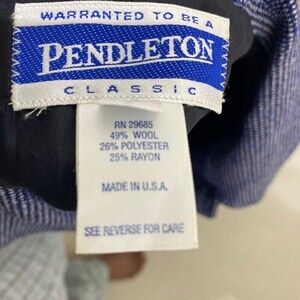 WARRANTED TO BE A
PENDLETON
CLASSIC
RN 29685
49% WOOL
26% POLYESTER
25% RAYON
MADE IN U.S.A.
SEE REVERSE FOR CARE